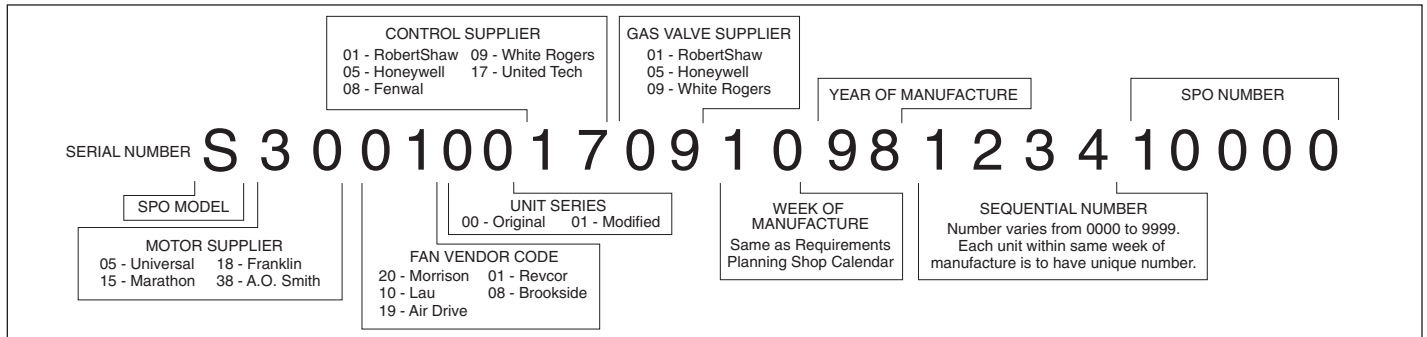 CONTROL SUPPLIER
01 - RobertShaw 09 - White Rogers
05 - Honeywell 17 - United Tech
08 - Fenwal
GAS VALVE SUPPLIER
01 - RobertShaw
05 - Honeywell
09 - White Rogers
YEAR OF MANUFACTURE
SPO NUMBER
SERIAL NUMBER S 3 0 0 1 0 0 1 7 0 9 1 0 9 8 1 2 3 4 1 0 0 0 0
SPO MODEL
MOTOR SUPPLIER
05 - Universal 18 - Franklin
15 - Marathon 38 - A.O. Smith
UNIT SERIES
00 - Original 01 - Modified
FAN VENDOR CODE
20 - Morrison 01 - Revcor
10 - Lau 08 - Brookside
19 - Air Drive
WEEK OF
MANUFACTURE
Same as Requirements
Planning Shop Calendar
SEQUENTIAL NUMBER
Number varies from 0000 to 9999.
Each unit within same week of
manufacture is to have unique number.